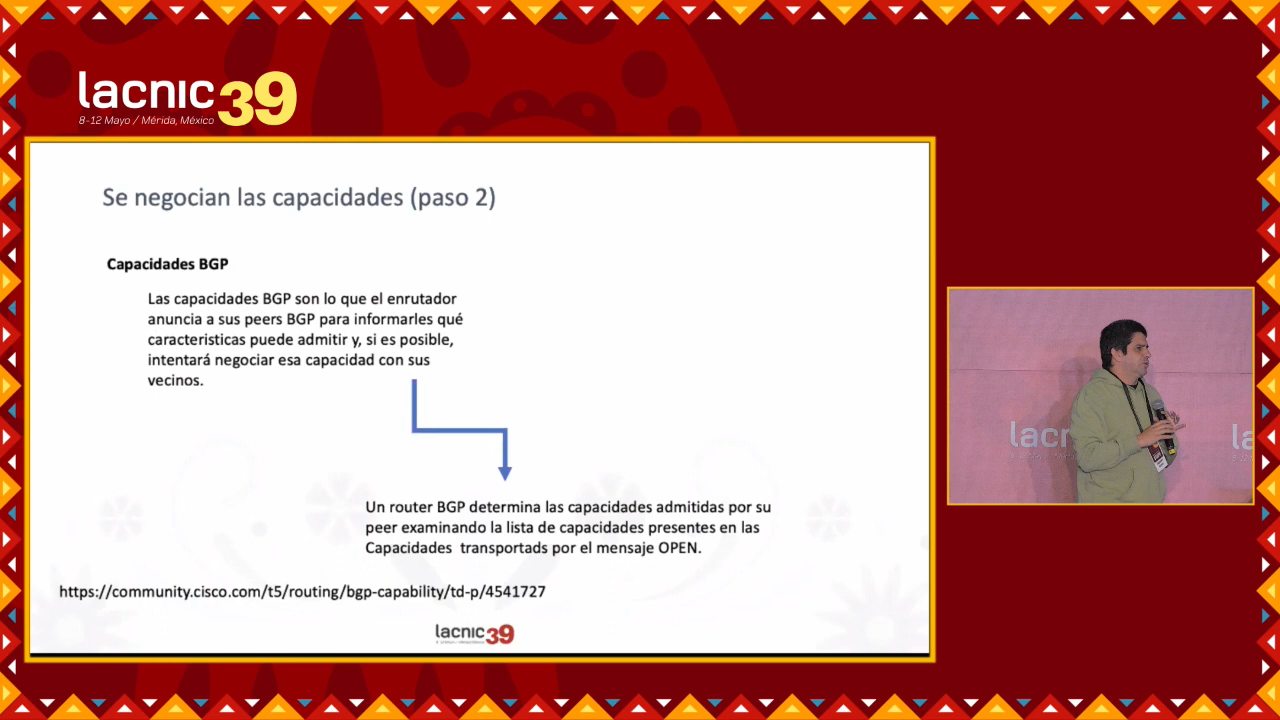 lacnic39
8-12 Mayo / Mérida, México
Se negocian las capacidades (paso 2)
Capacidades BGP
Las capacidades BGP son lo que el enrutador
anuncia a sus peers BGP para informarles qué
caracteristicas puede admitir y, si es posible,
intentará negociar esa capacidad con sus
vecinos.
Un router BGP determina las capacidades admitidas por su
peer examinando la lista de capacidades presentes en las
Capacidades transportads por el mensaje OPEN.
https://community.cisco.com/t5/routing/bgp-capability/td-p/4541727
lacnic39
lacn
la